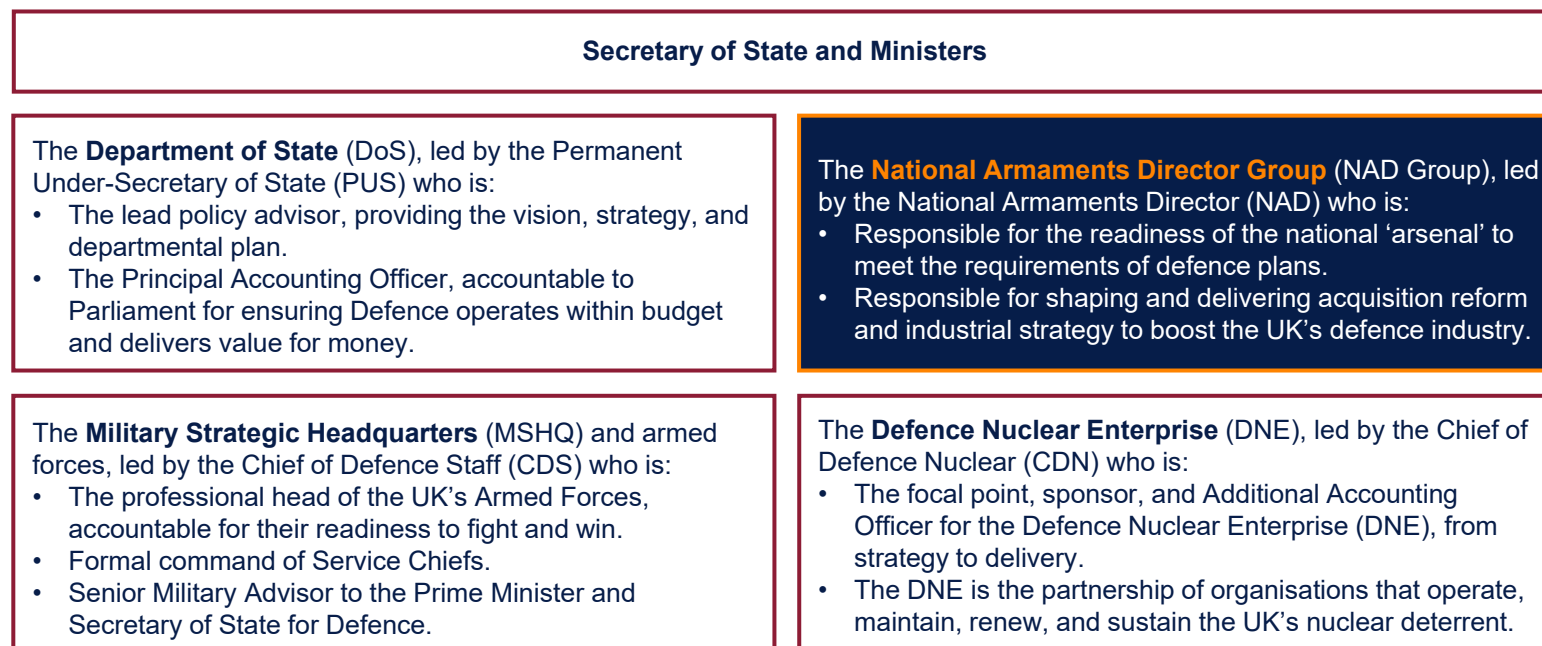 Secretary of State and Ministers
The Department of State (DoS), led by the Permanent
Under-Secretary of State (PUS) who is:
• The lead policy advisor, providing the vision, strategy, and
departmental plan.
• The Principal Accounting Officer, accountable to
Parliament for ensuring Defence operates within budget
and delivers value for money.
The National Armaments Director Group (NAD Group), led
by the National Armaments Director (NAD) who is:
• Responsible for the readiness of the national ‘arsenal’ to
meet the requirements of defence plans.
• Responsible for shaping and delivering acquisition reform
and industrial strategy to boost the UK’s defence industry.
The Military Strategic Headquarters (MSHQ) and armed
forces, led by the Chief of Defence Staff (CDS) who is:
• The professional head of the UK’s Armed Forces,
accountable for their readiness to fight and win.
• Formal command of Service Chiefs.
• Senior Military Advisor to the Prime Minister and
Secretary of State for Defence.
The Defence Nuclear Enterprise (DNE), led by the Chief of
Defence Nuclear (CDN) who is:
• The focal point, sponsor, and Additional Accounting
Officer for the Defence Nuclear Enterprise (DNE), from
strategy to delivery.
• The DNE is the partnership of organisations that operate,
maintain, renew, and sustain the UK’s nuclear deterrent.